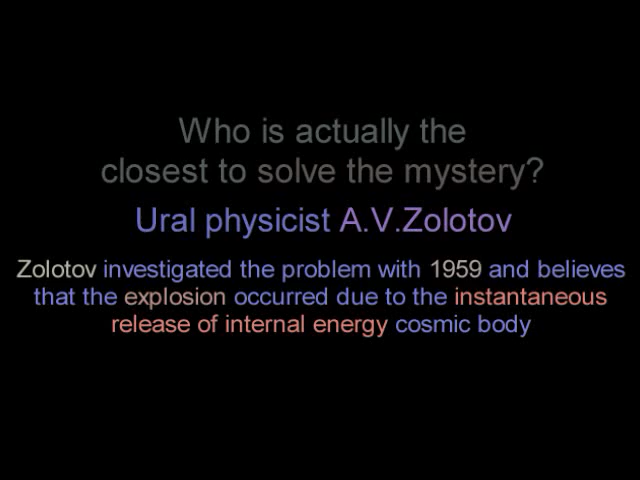 Who is actually the
closest to solve the mystery?
Ural physicist A.V.Zolotov
Zolotov investigated the problem with 1959 and believes
that the explosion occurred due to the instantaneous
release of internal energy cosmic body